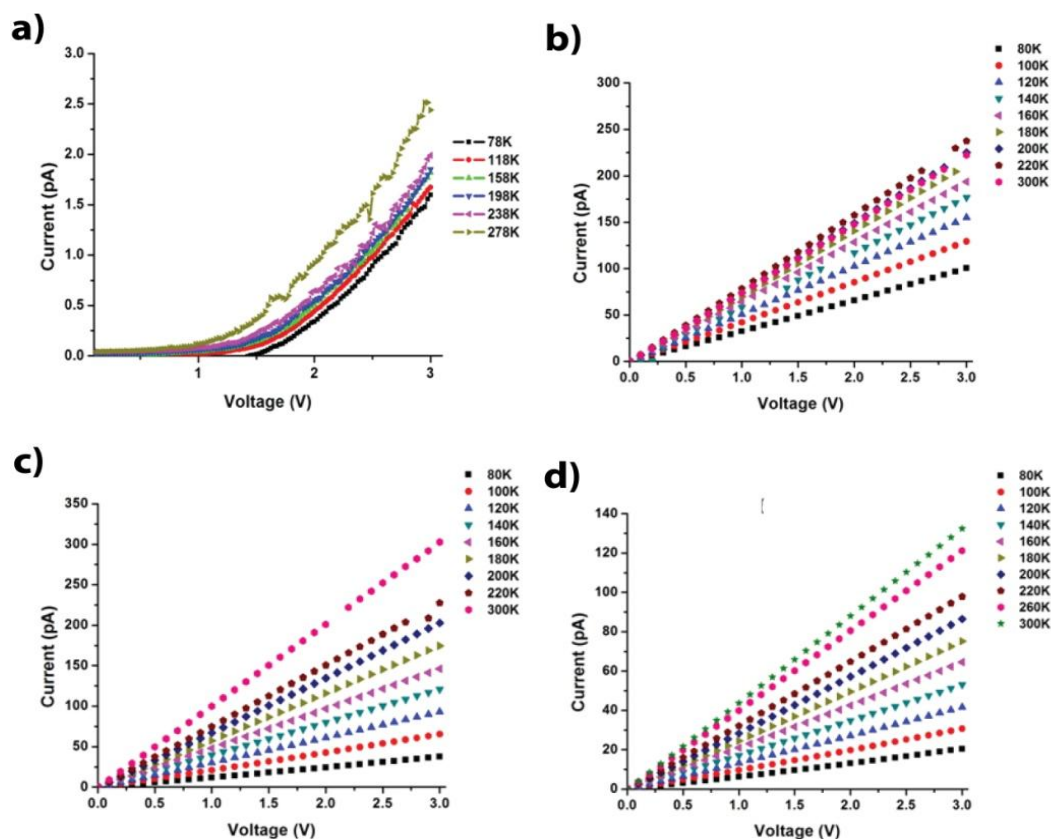 a)
3.0
2.5
2.0
1.5
1.0
0.5
0.0
1
2
3
Current (pA)
Voltage (V)
78K
118K
158K
198K
238K
278K
b)
300
250
200
150
100
50
0
0.0 0.5 1.0 1.5 2.0 2.5 3.0
Current (pA)
Voltage (V)
80K
100K
120K
140K
160K
180K
200K
220K
300K
c)
350
300
250
200
150
100
50
0
0.0 0.5 1.0 1.5 2.0 2.5 3.0
Current (pA)
Voltage (V)
80K
100K
120K
140K
160K
180K
200K
220K
300K
d)
140
120
100
80
60
40
20
0
0.0 0.5 1.0 1.5 2.0 2.5 3.0
Current (pA)
Voltage (V)
80K
100K
120K
140K
160K
180K
200K
220K
260K
300K